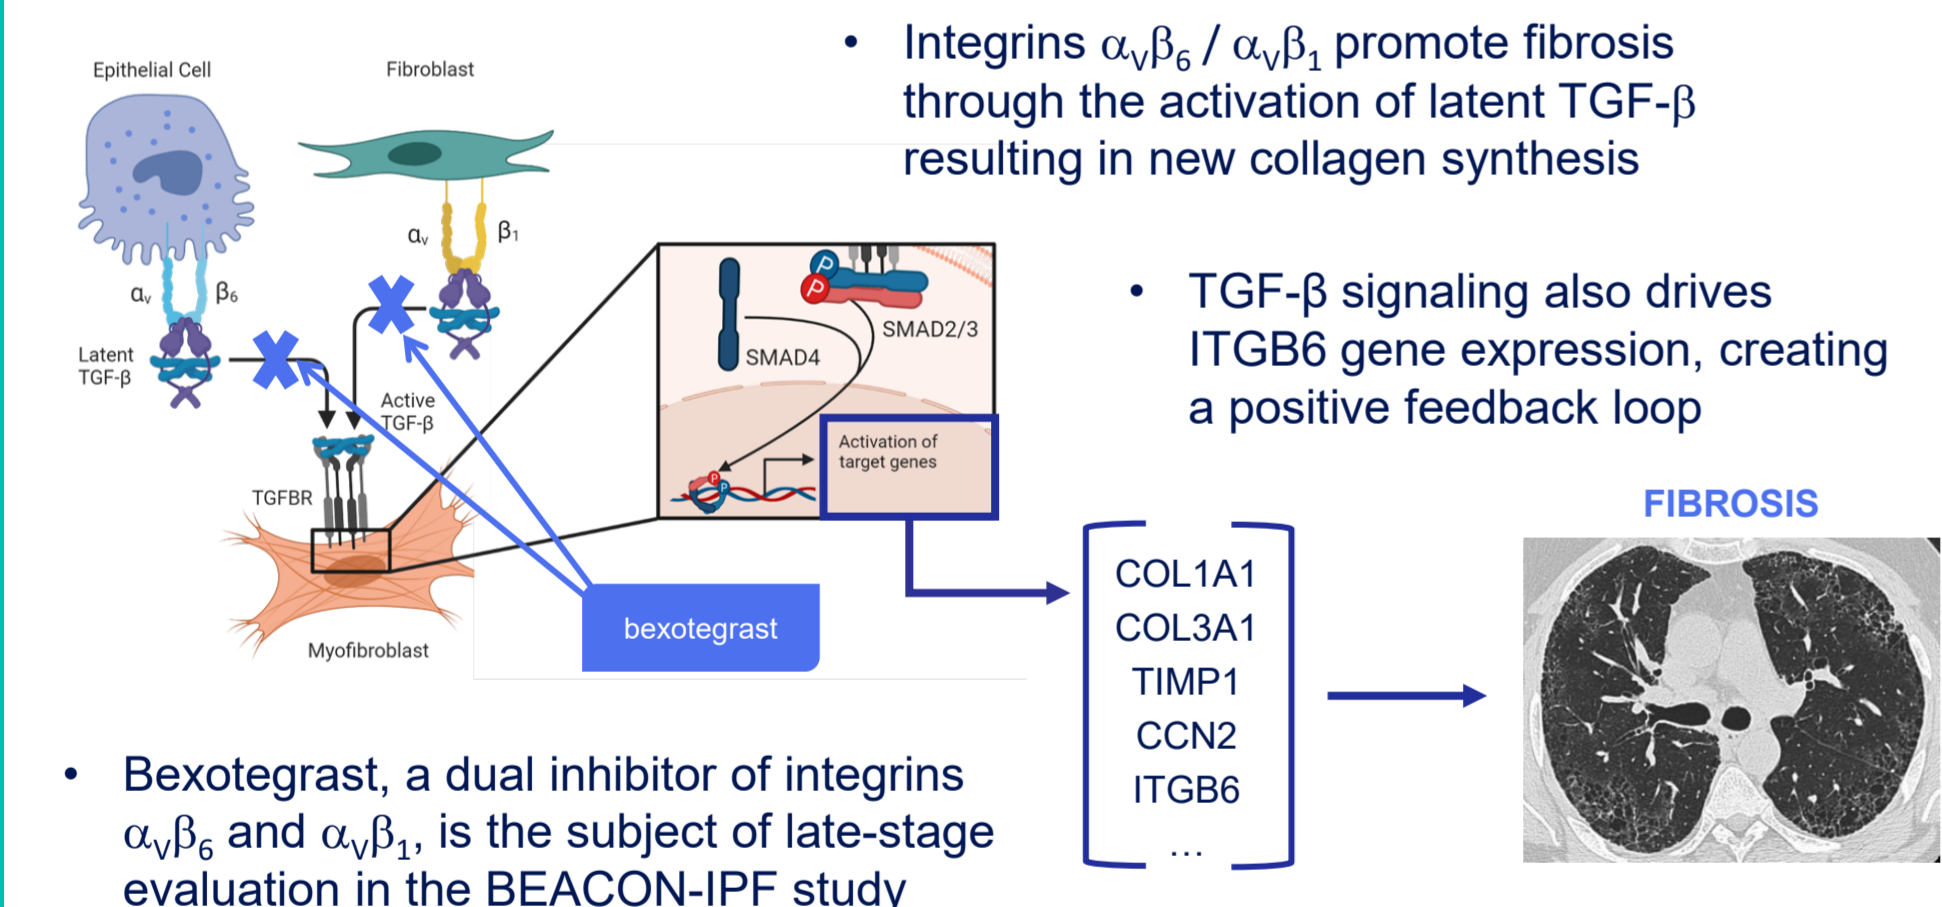 • Integrins αvβ6 / αvβ1 promote fibrosis
through the activation of latent TGF-β
resulting in new collagen synthesis
Epithelial Cell
Fibroblast
αv
β1
αv
β6
Latent
TGF-β
Active
TGF-β
TGFBR
Myofibroblast
P
P
SMAD2/3
SMAD4
Activation of
target genes
P
P
bexotegrast
• TGF-β signaling also drives
ITGB6 gene expression, creating
a positive feedback loop
COL1A1
COL3A1
TIMP1
CCN2
ITGB6
...
FIBROSIS
• Bexotegrast, a dual inhibitor of integrins
αvβ6 and αvβ1, is the subject of late-stage
evaluation in the BEACON-IPF study